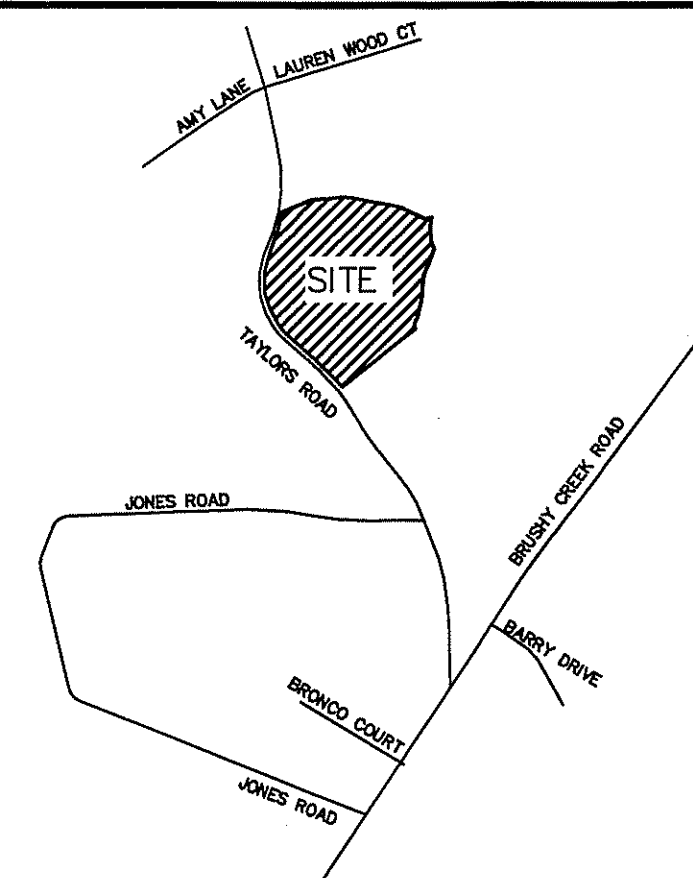 LAUREN WOOD CT
AMY LANE
SITE
TAYLORS ROAD
BRUSHY CREEK ROAD
JONES ROAD
BARRY DRIVE
BRONCO COURT
JONES ROAD